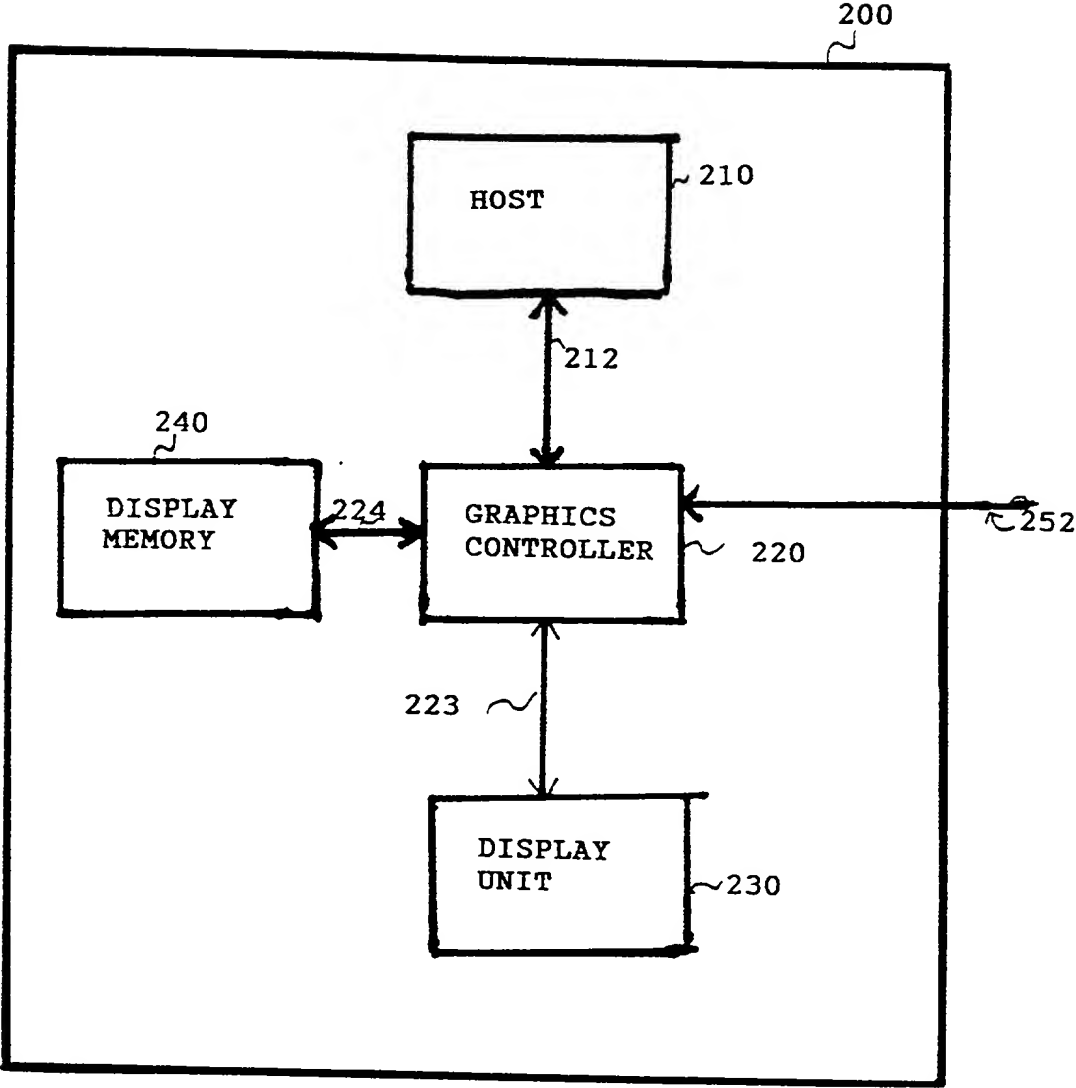 200
HOST
210
212
240
DISPLAY
MEMORY
224
GRAPHICS
CONTROLLER
220
252
223
DISPLAY
UNIT
230